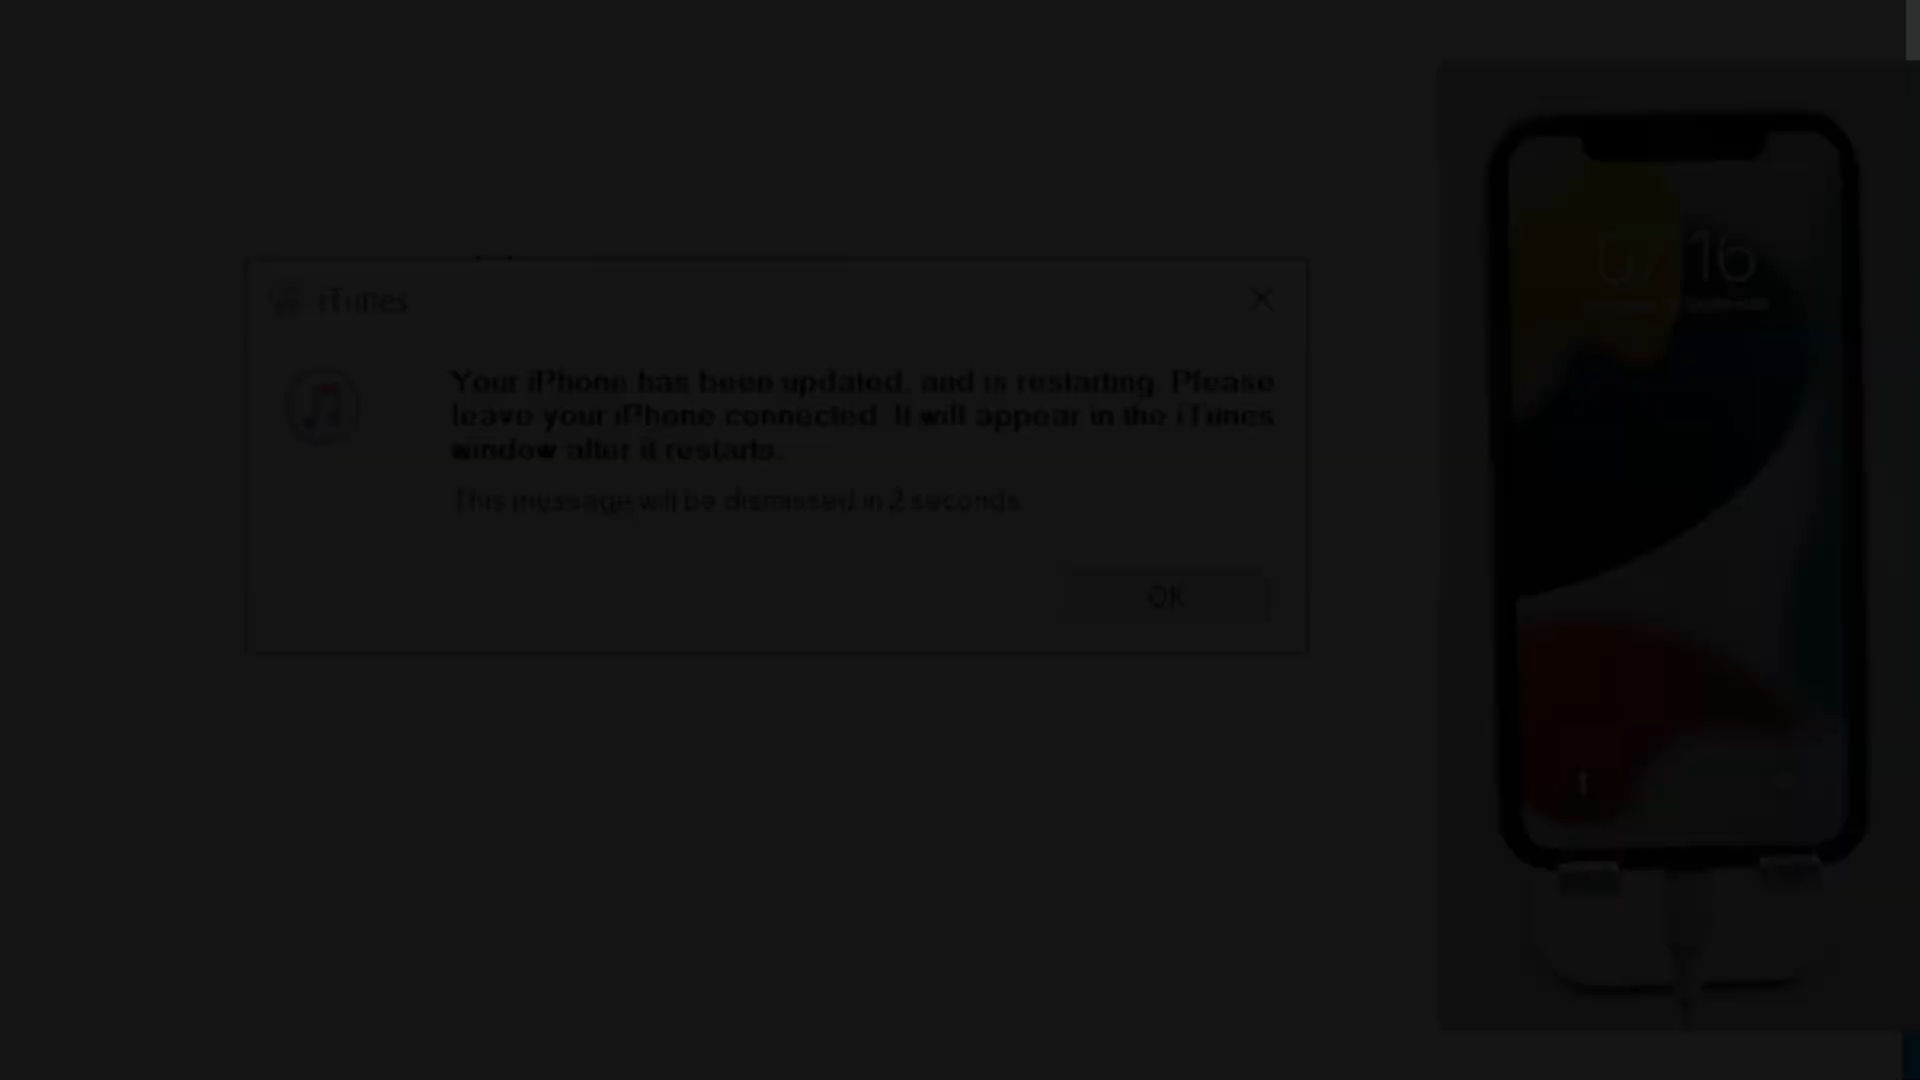 iTunes
Your iPhone has been updated, and is restarting. Please
leave your iPhone connected. It will appear in the iTunes
window after it restarts.
This message will be dismissed in 2 seconds.
OK
16